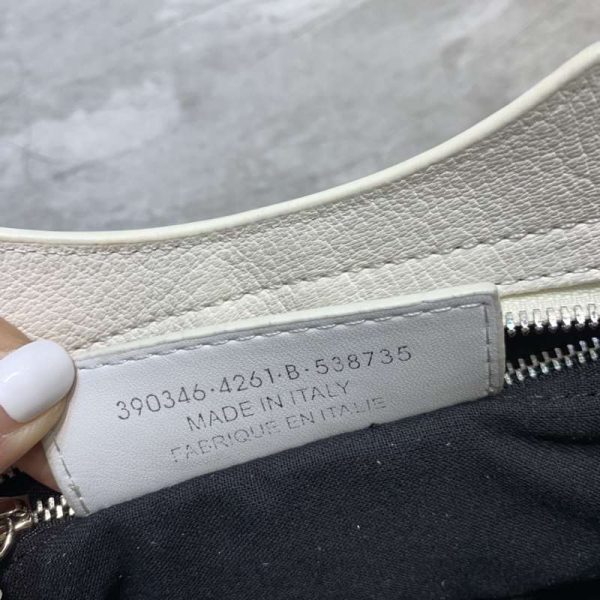 390346·4261·B·538735
MADE IN ITALY
FABRIQUE EN ITALIE